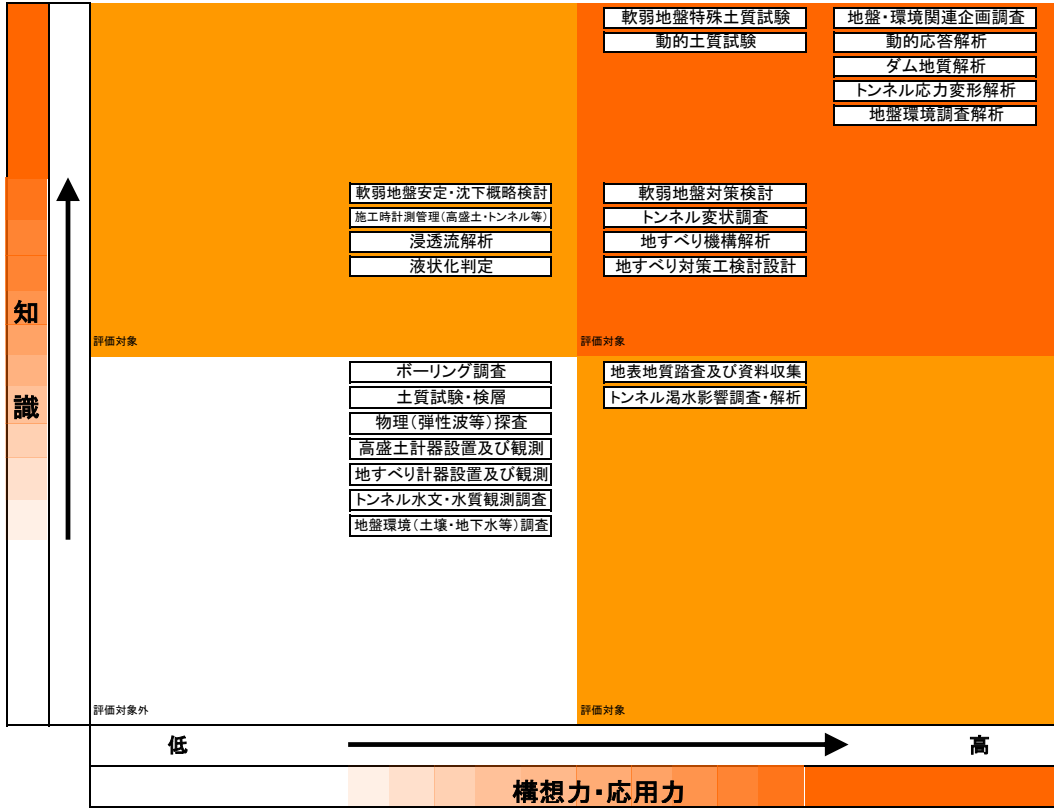 軟弱地盤特殊土質試験
動的土質試験
地盤・環境関連企画調査
動的応答解析
ダム地質解析
トンネル応力変形解析
地盤環境調査解析
軟弱地盤安定・沈下概略検討
施工時計測管理(高盛土・トンネル等)
浸透流解析
液状化判定
軟弱地盤対策検討
トンネル変状調査
地すべり機構解析
地すべり対策工検討設計
知
識
評価対象
評価対象
ボーリング調査
土質試験・検層
物理(弾性波等)探査
高盛土計器設置及び観測
地すべり計器設置及び観測
トンネル水文・水質観測調査
地盤環境(土壌・地下水等)調査
地表地質踏査及び資料収集
トンネル渇水影響調査・解析
評価対象外
評価対象
低
高
構想力・応用力